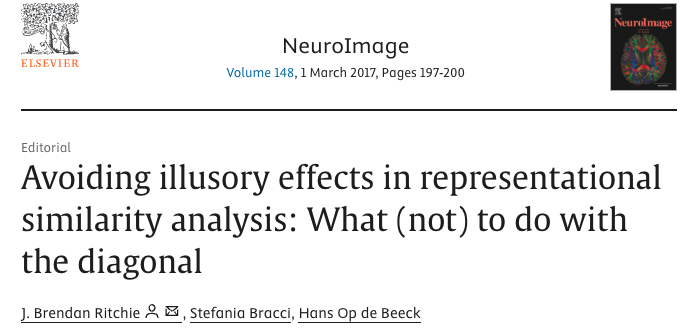 NeuroImage
Volume 148, 1 March 2017, Pages 197-200
ELSEVIER
NeuroImage
Editorial
Avoiding illusory effects in representational
similarity analysis: What (not) to do with
the diagonal
J. Brendan Ritchie, Stefania Bracci, Hans Op de Beeck